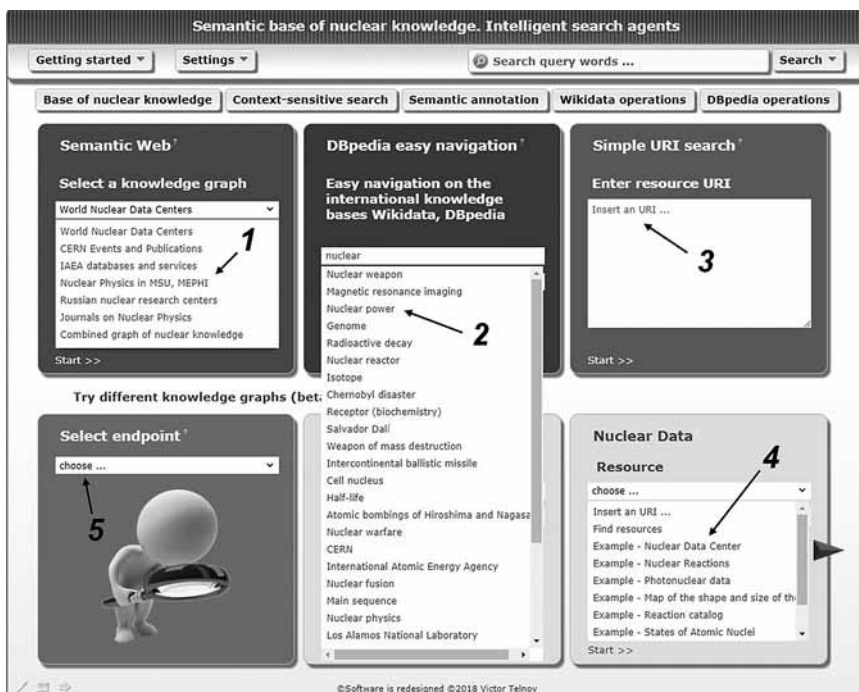 Semantic base of nuclear knowledge. Intelligent search agents
Getting started
Settings
Search query words ...
Search
Base of nuclear knowledge
Context-sensitive search
Semantic annotation
Wikidata operations
DBpedia operations
Semantic Web?
Select a knowledge graph
World Nuclear Data Centers
World Nuclear Data Centers
CERN Events and Publications
IAEA databases and services
Nuclear Physics in MSU, MEPHI
Russian nuclear research centers
Journals on Nuclear Physics
Combined graph of nuclear knowledge
Start >>
1
DBpedia easy navigation?
Easy navigation on the
international knowledge
bases Wikidata, DBpedia
nuclear
Nuclear weapon
Magnetic resonance imaging
Nuclear power
Genome
Radioactive decay
Nuclear reactor
Isotope
Chernobyl disaster
Receptor (biochemistry)
Salvador Dalí
Weapon of mass destruction
Intercontinental ballistic missile
Cell nucleus
Half-life
Atomic bombings of Hiroshima and Nagasa
Nuclear warfare
CERN
International Atomic Energy Agency
Nuclear fusion
Main sequence
Nuclear physics
Los Alamos National Laboratory
2
Simple URI search?
Enter resource URI
Insert an URI ...
3
Start >>
Try different knowledge graphs (bet
Select endpoint?
choose ...
5
Nuclear Data
Resource
4
choose ...
Insert an URI ...
Find resources
Example - Nuclear Data Center
Example - Nuclear Reactions
Example - Photonuclear data
Example - Map of the shape and size of th
Example - Reaction catalog
Example - States of Atomic Nuclei
Start >>
©Software is redesigned ©2018 Victor Telnov